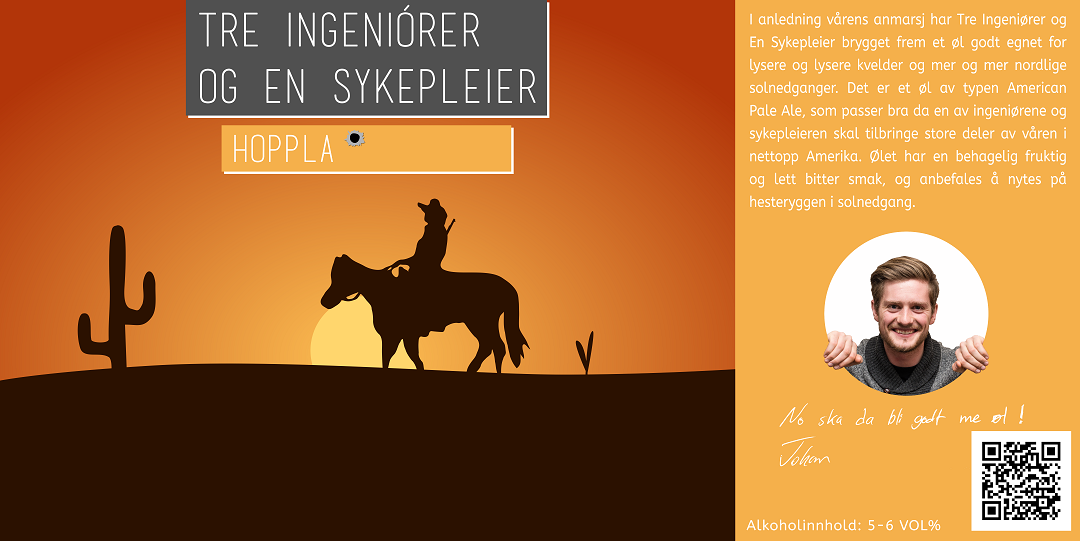 TRE INGENIÓRER
OG EN SYKEPLEIER
HOPPLA
I anledning vårens anmarsj har Tre Ingeniører og
En Sykepleier brygget frem et øl godt egnet for
lysere og lysere kvelder og mer og mer nordlige
solnedganger. Det er et øl av typen American
Pale Ale, som passer bra da en av ingeniørene og
sykepleieren skal tilbringe store deler av våren i
nettopp Amerika. Ølet har en behagelig fruktig
og lett bitter smak, og anbefales å nytes på
hesteryggen i solnedgang.
No ska da bli godt me øl !
Johan
Alkoholinnhold: 5-6 VOL%